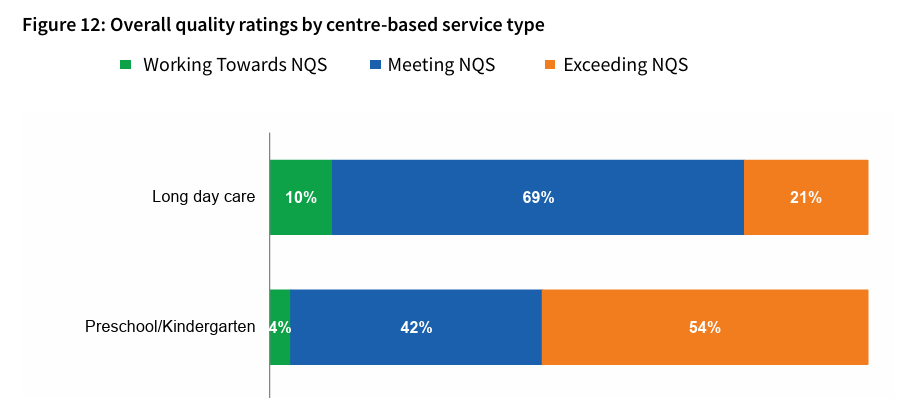 Figure 12: Overall quality ratings by centre-based service type
Working Towards NQS Meeting NQS Exceeding NQS
Long day care 10% 69% 21%
Preschool/Kindergarten 4% 42% 54%